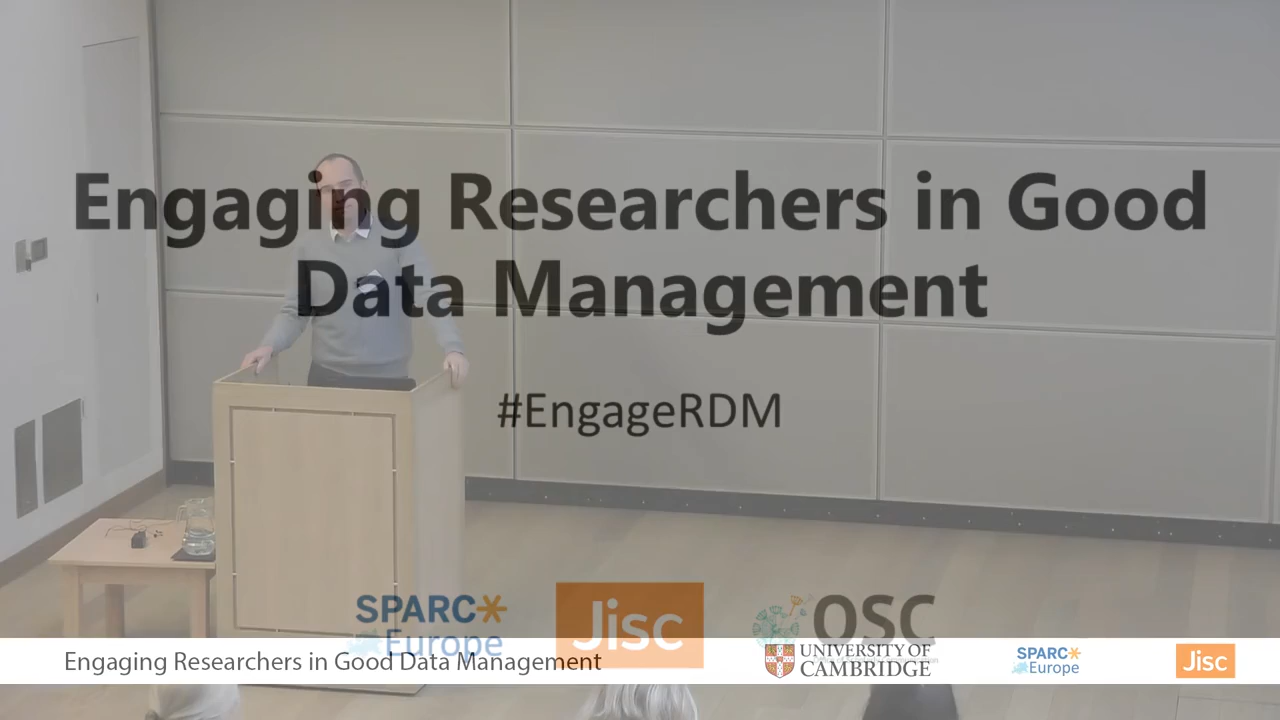 Engaging Researchers in Good
Data Management
#EngageRDM
SPARC
Europe
Jisc
OSC
Engaging Researchers in Good Data Management
UNIVERSITY OF
CAMBRIDGE
SPARC
Europe
Jisc